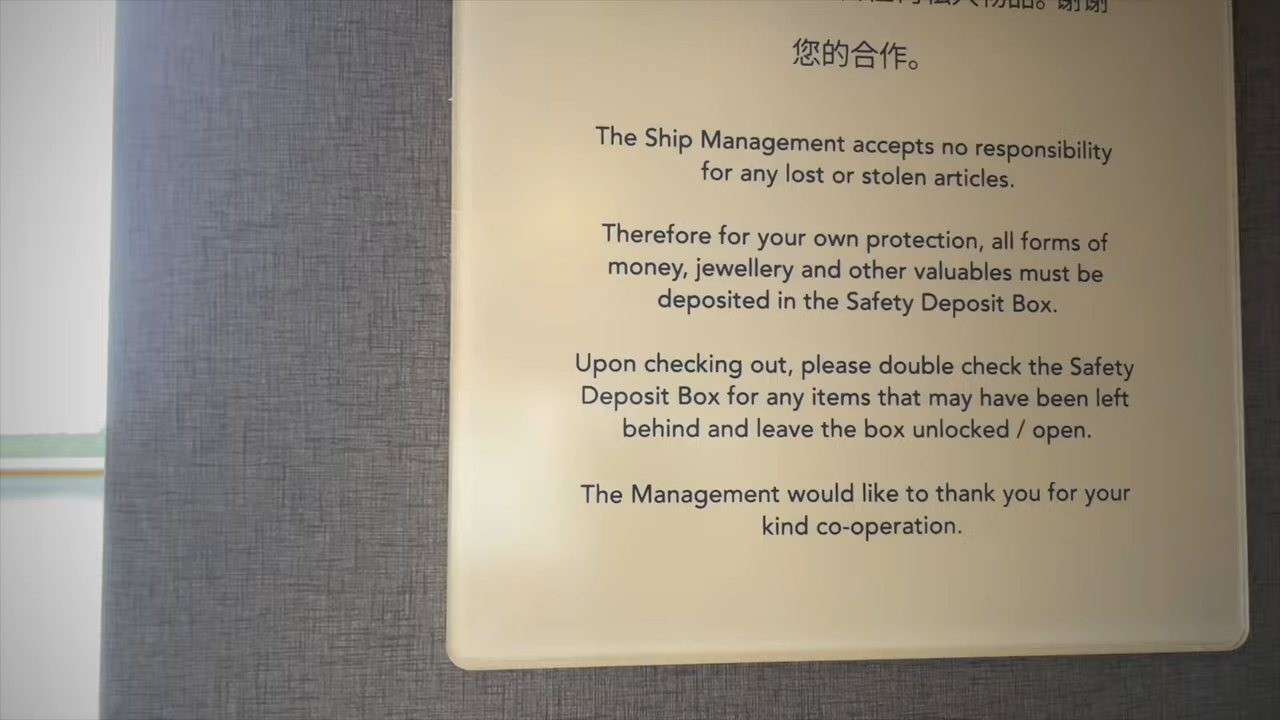 谢谢
您的合作。
The Ship Management accepts no responsibility
for any lost or stolen articles.
Therefore for your own protection, all forms of
money, jewellery and other valuables must be
deposited in the Safety Deposit Box.
Upon checking out, please double check the Safety
Deposit Box for any items that may have been left
behind and leave the box unlocked / open.
The Management would like to thank you for your
kind co-operation.